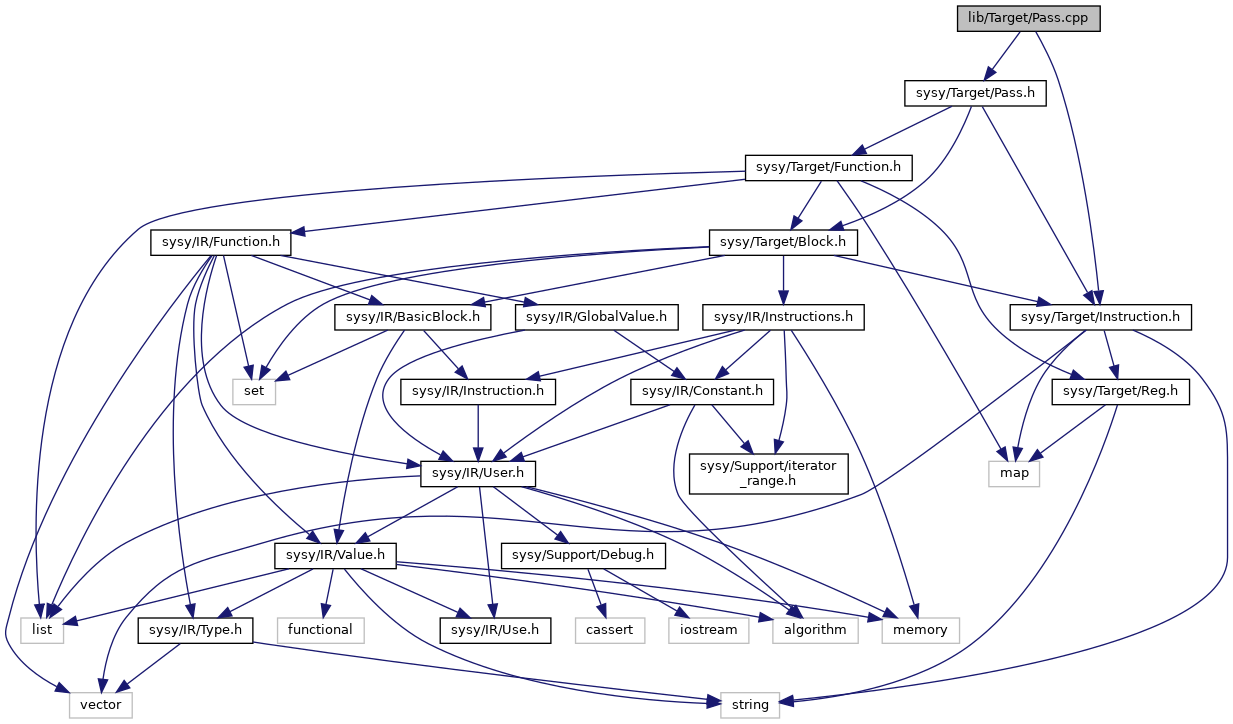 lib/Target/Pass.cpp
sysy/Target/Pass.h
sysy/Target/Function.h
sysy/IR/Function.h
sysy/Target/Block.h
sysy/IR/BasicBlock.h
sysy/IR/GlobalValue.h
sysy/IR/Instructions.h
sysy/Target/Instruction.h
set
sysy/IR/Instruction.h
sysy/IR/Constant.h
sysy/Target/Reg.h
sysy/IR/User.h
sysy/Support/iterator
_range.h
map
sysy/IR/Value.h
sysy/Support/Debug.h
list
sysy/IR/Type.h
functional
sysy/IR/Use.h
cassert
iostream
algorithm
memory
vector
string